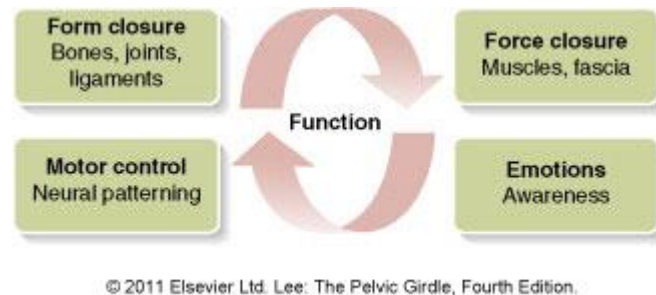 Form closure
Bones, joints,
ligaments
Force closure
Muscles, fascia
Function
Motor control
Neural patterning
Emotions
Awareness
© 2011 Elsevier Ltd. Lee: The Pelvic Girdle, Fourth Edition.